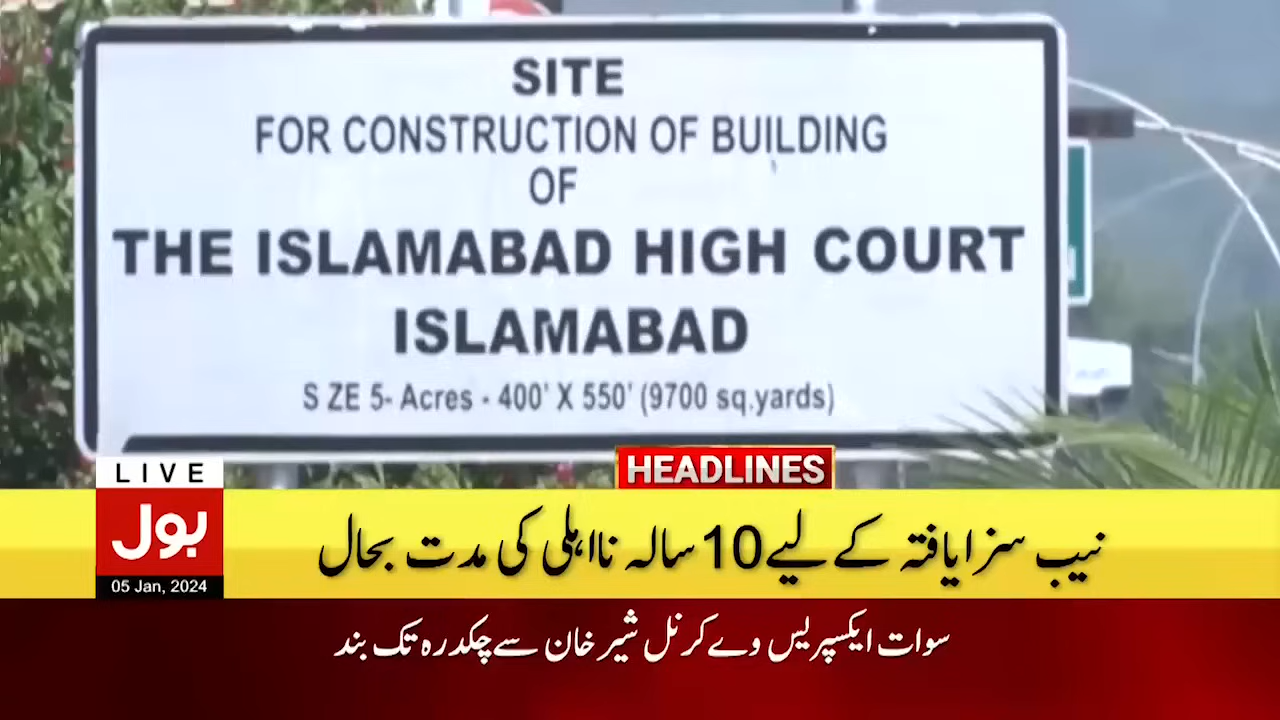 SITE
FOR CONSTRUCTION OF BUILDING
OF
THE ISLAMABAD HIGH COURT
ISLAMABAD
S ZE 5- Acres - 400' X 550' (9700 sq.yards)
HEADLINES
LIVE
بول
05 Jan, 2024
نیب سزا یافتہ کے لیے 10 سالہ نااہلی کی مدت بحال
سوات ایکسپریس وے کرنل شیر خان سے چکدرہ تک بند